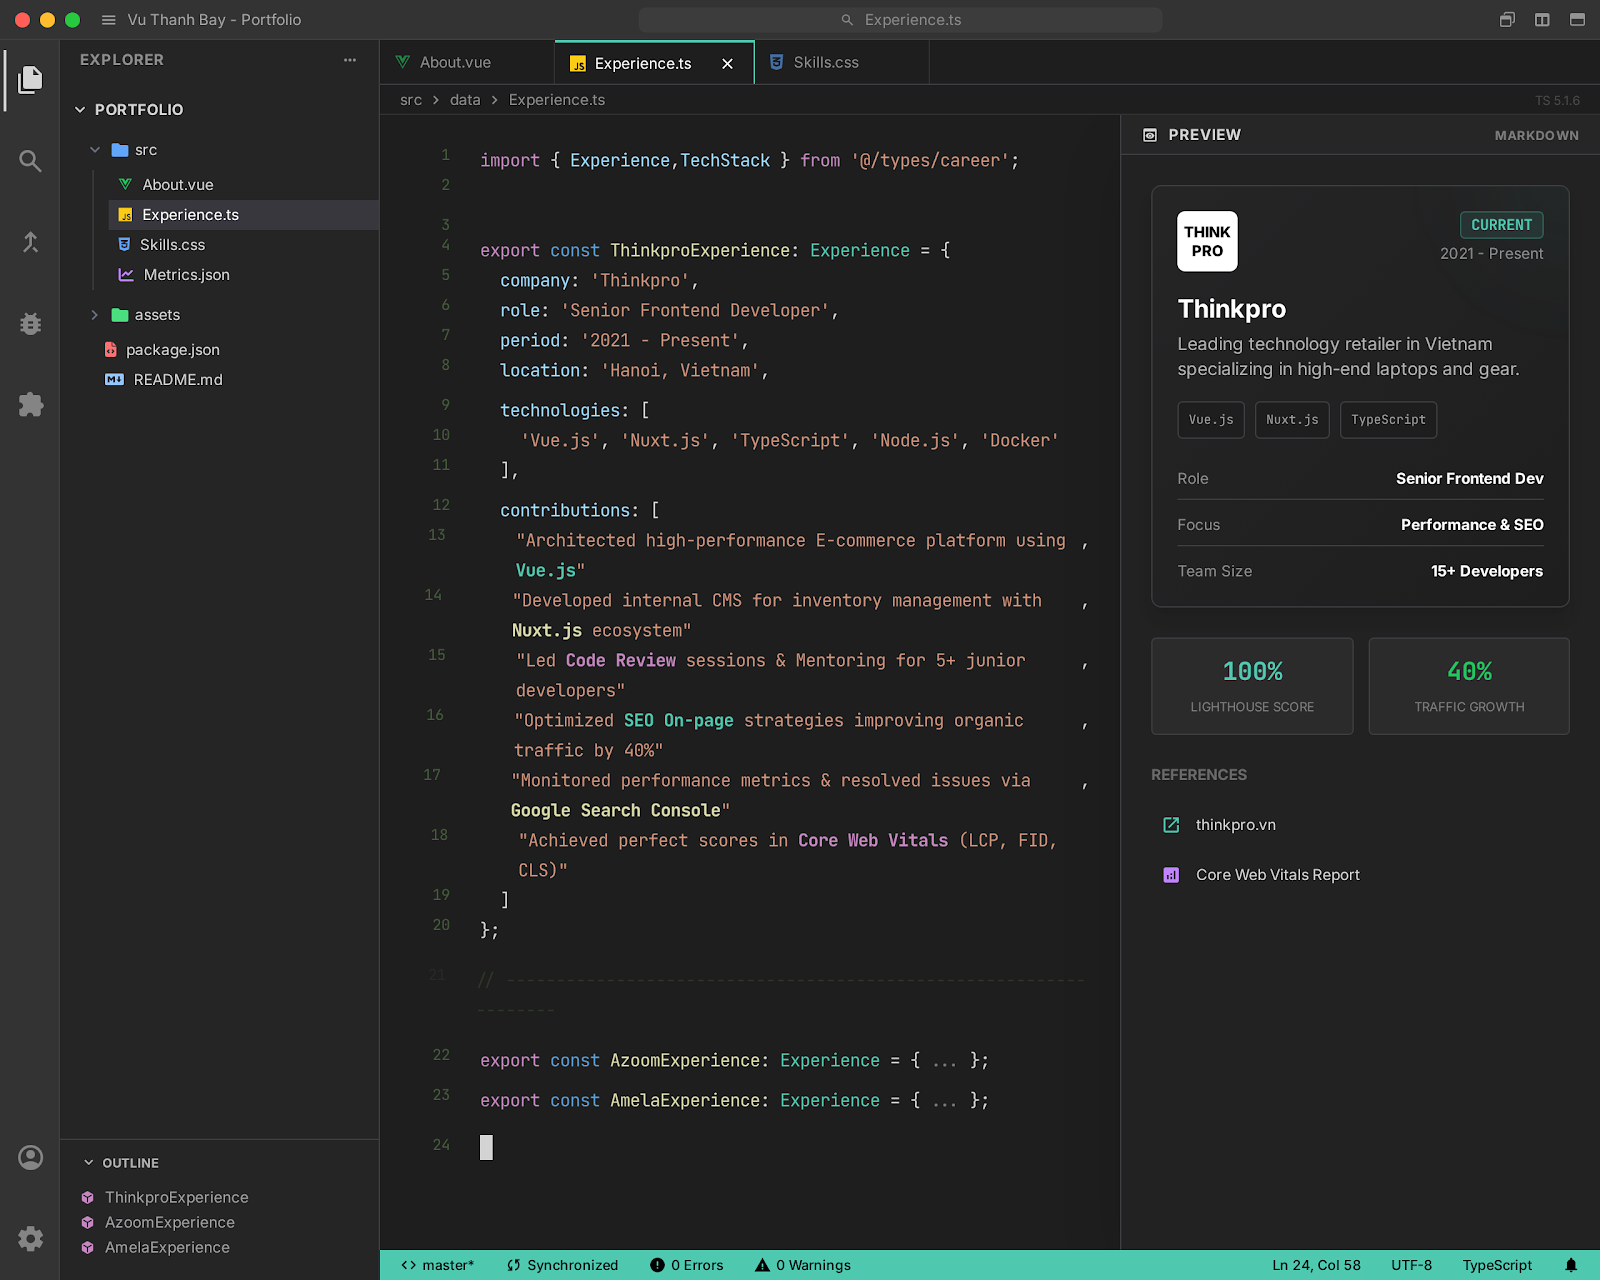 Vu Thanh Bay - Portfolio
Experience.ts
EXPLORER
PORTFOLIO
src
About.vue
Experience.ts
Skills.css
Metrics.json
assets
package.json
README.md
OUTLINE
ThinkproExperience
AzoomExperience
AmelaExperience
About.vue
JS Experience.ts
Skills.css
src > data > Experience.ts
TS 5.1.6
1 import { Experience,TechStack } from '@/types/career';
2
3
4 export const ThinkproExperience: Experience = {
5 company: 'Thinkpro',
6 role: 'Senior Frontend Developer',
7 period: '2021 - Present',
8 location: 'Hanoi, Vietnam',
9 technologies: [
10 'Vue.js', 'Nuxt.js', 'TypeScript', 'Node.js', 'Docker'
11 ],
12 contributions: [
13 "Architected high-performance E-commerce platform using ,
Vue.js"
14 "Developed internal CMS for inventory management with ,
Nuxt.js ecosystem"
15 "Led Code Review sessions & Mentoring for 5+ junior ,
developers"
16 "Optimized SEO On-page strategies improving organic ,
traffic by 40%"
17 "Monitored performance metrics & resolved issues via ,
Google Search Console"
18 "Achieved perfect scores in Core Web Vitals (LCP, FID,
CLS)"
19 ]
20 };
21 // ----------------------------------------------------------
--------
22 export const AzoomExperience: Experience = { ... };
23 export const AmelaExperience: Experience = { ... };
24
PREVIEW
MARKDOWN
THINK
PRO
CURRENT
2021 - Present
Thinkpro
Leading technology retailer in Vietnam
specializing in high-end laptops and gear.
Vue.js Nuxt.js TypeScript
Role Senior Frontend Dev
Focus Performance & SEO
Team Size 15+ Developers
100%
LIGHTHOUSE SCORE
40%
TRAFFIC GROWTH
REFERENCES
thinkpro.vn
Core Web Vitals Report
master* Synchronized 0 Errors 0 Warnings
Ln 24, Col 58 UTF-8 TypeScript